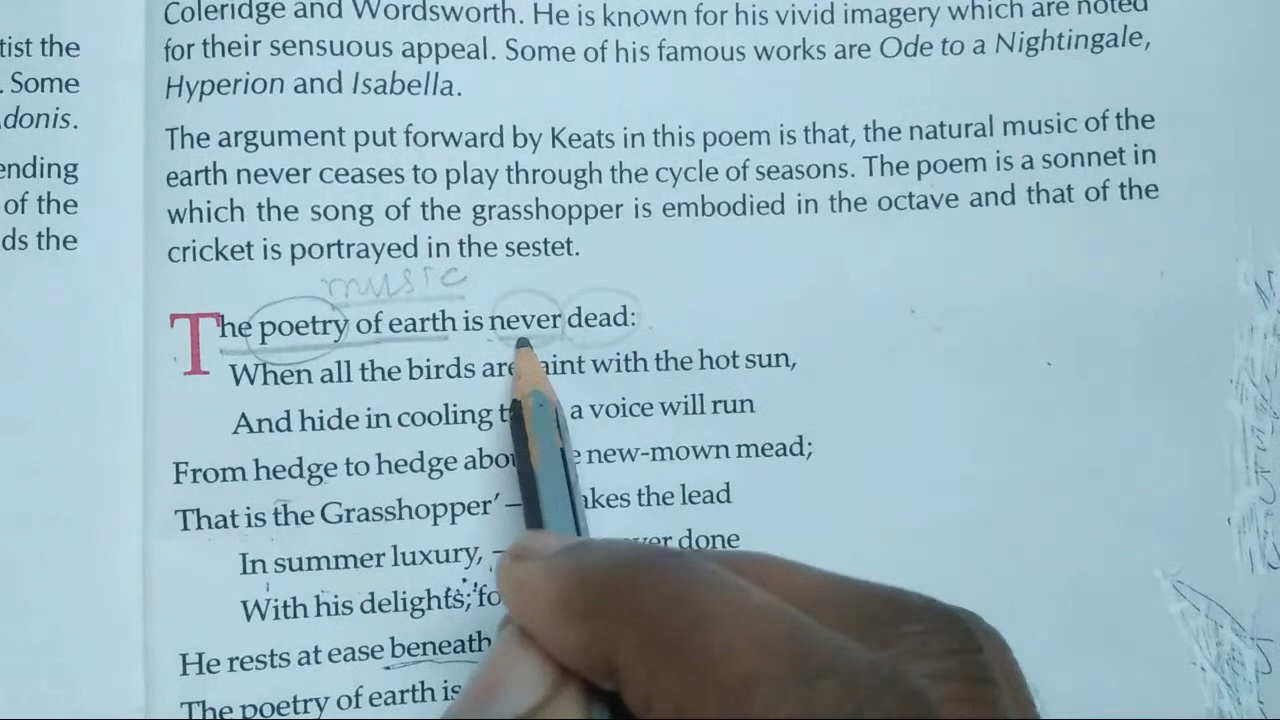 Coleridge and Wordsworth. He is known for his vivid imagery which are noted
tist the
for their sensuous appeal. Some of his famous works are Ode to a Nightingale,
. Some
Hyperion and Isabella.
donis.
The argument put forward by Keats in this poem is that, the natural music of the
ending
earth never ceases to play through the cycle of seasons. The poem is a sonnet in
of the
which the song of the grasshopper is embodied in the octave and that of the
ds the
cricket is portrayed in the sestet.
music
The poetry of earth is never dead:
When all the birds are aint with the hot sun,
And hide in cooling t a voice will run
From hedge to hedge abou e new-mown mead;
That is the Grasshopper' – akes the lead
In summer luxury, – ver done
With his delights; fo
He rests at ease beneath
The poetry of earth is